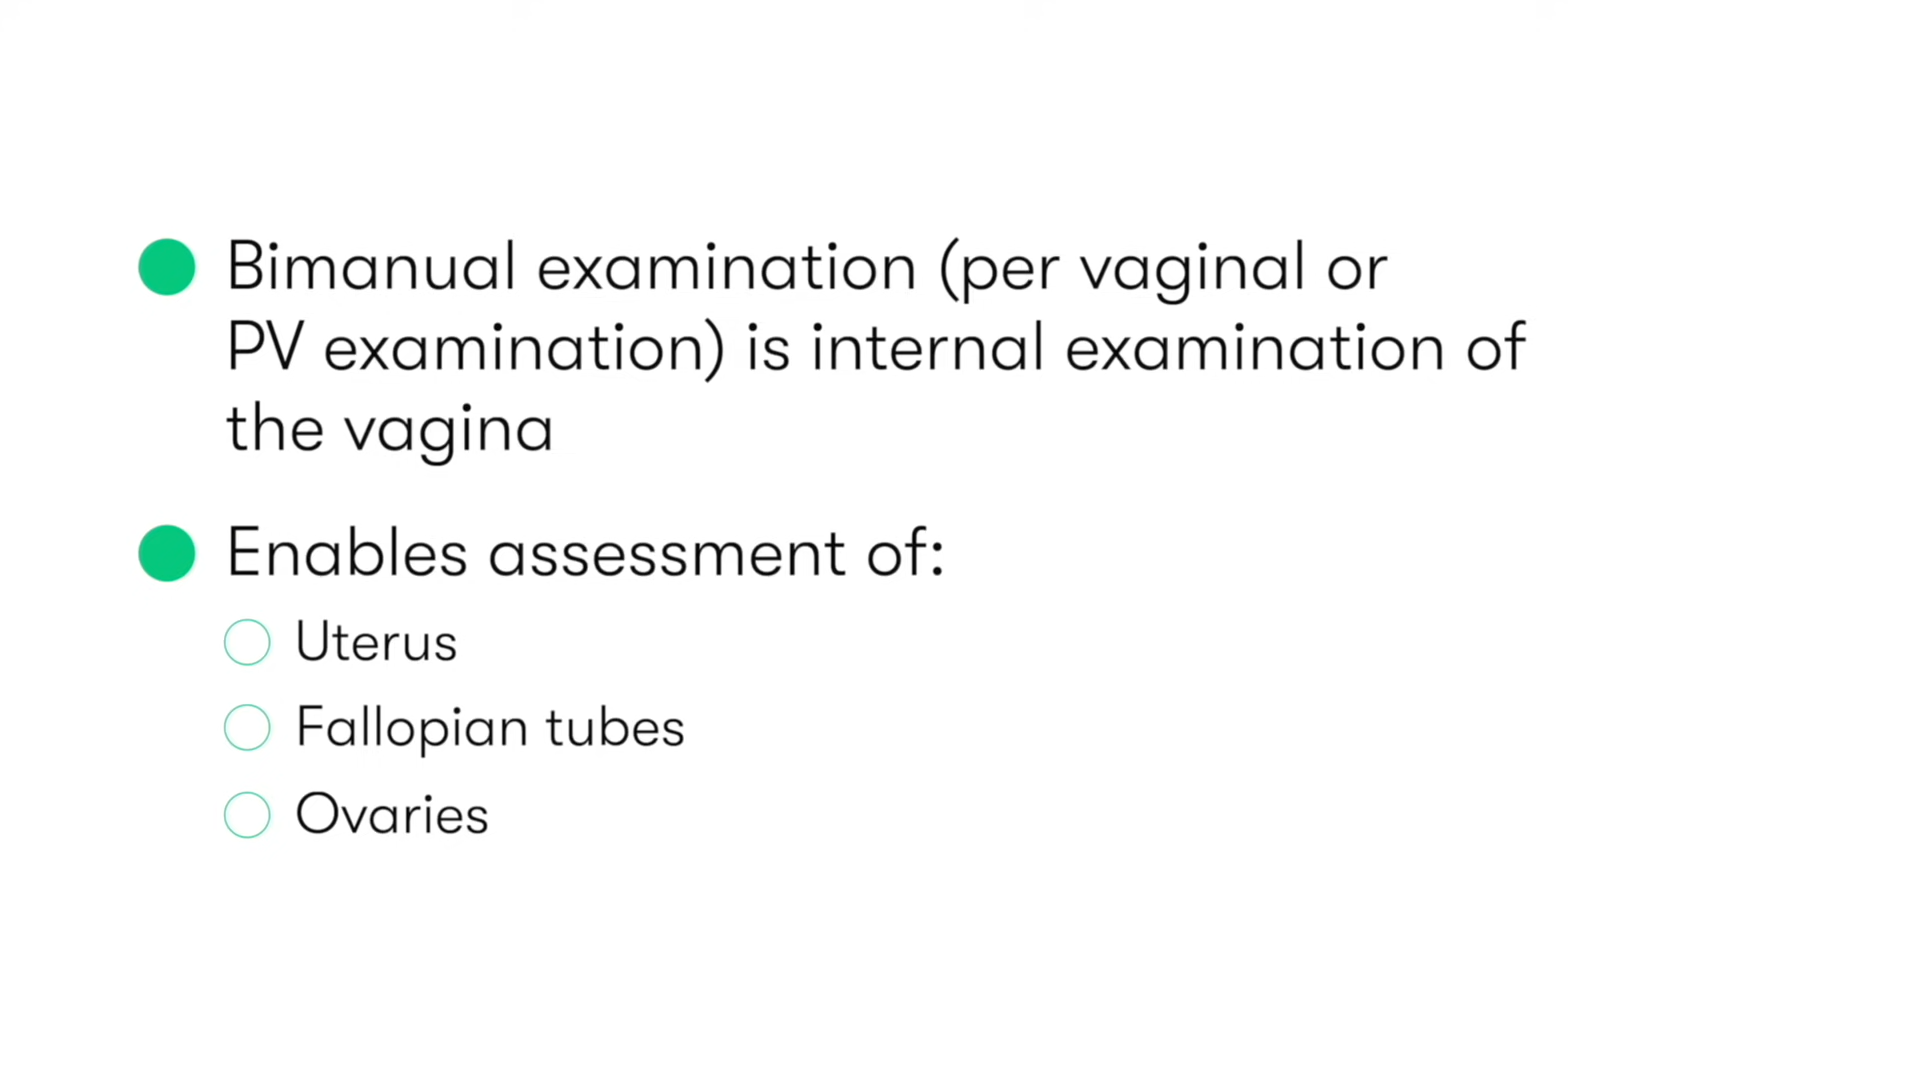 Bimanual examination (per vaginal or
PV examination) is internal examination of
the vagina
Enables assessment of:
Uterus
Fallopian tubes
Ovaries